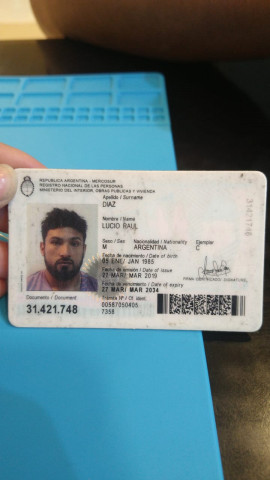 REPUBLICA ARGENTINA - MERCOSUR
REGISTRO NACIONAL DE LAS PERSONAS
MINISTERIO DEL INTERIOR, OBRAS PUBLICAS Y VIVIENDA
Apellido / Surname
DIAZ
Nombre / Name
LUCIO RAUL
Sexo / Sex Nacionalidad / Nationality Ejemplar
M ARGENTINA C
Fecha de nacimiento / Date of birth
05 ENE/ JAN 1985
Fecha de emisión / Date of issue
27 MAR/ MAR 2019
Fecha de vencimiento / Date of expiry
27 MAR/ MAR 2034
FIRMA IDENTIFICADO / SIGNATURE
Documento / Document
31.421.748
Trámite Nº / Of. ident.
00587050405
7358
31421748